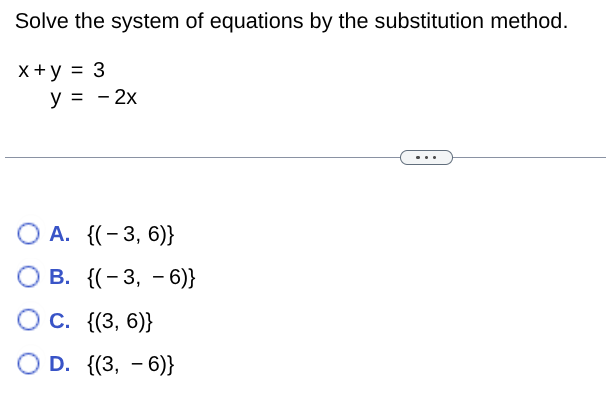 Solve the system of equations by the substitution method.
x + y = 3
y = − 2x
A. {( − 3, 6)}
B. {( − 3, − 6)}
C. {(3, 6)}
D. {(3, − 6)}